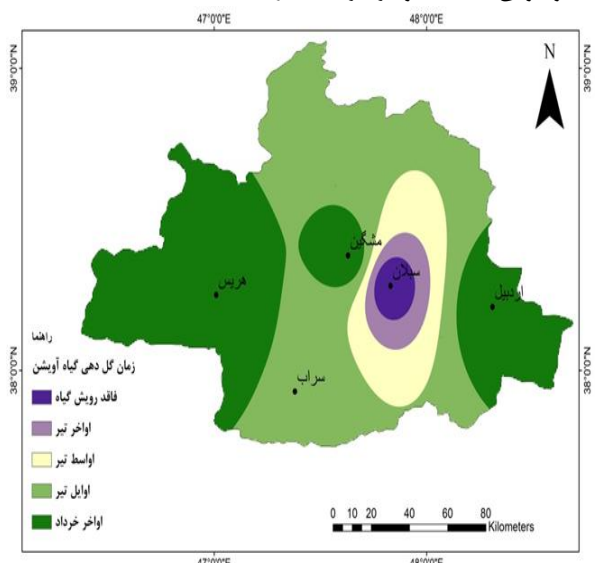 47°0'0"E 48°0'0"E
39°0'0"N 39°0'0"N
N
مشگین
سبلان
هریس
اردبیل
سراب
38°0'0"N 38°0'0"N
راهنما
زمان گل دهی گیاه آویشن
فاقد رویش گیاه
اواخر تیر
اواسط تیر
اوایل تیر
اواخر خرداد
0 10 20 40 60 80
Kilometers
47°0'0"E 48°0'0"E